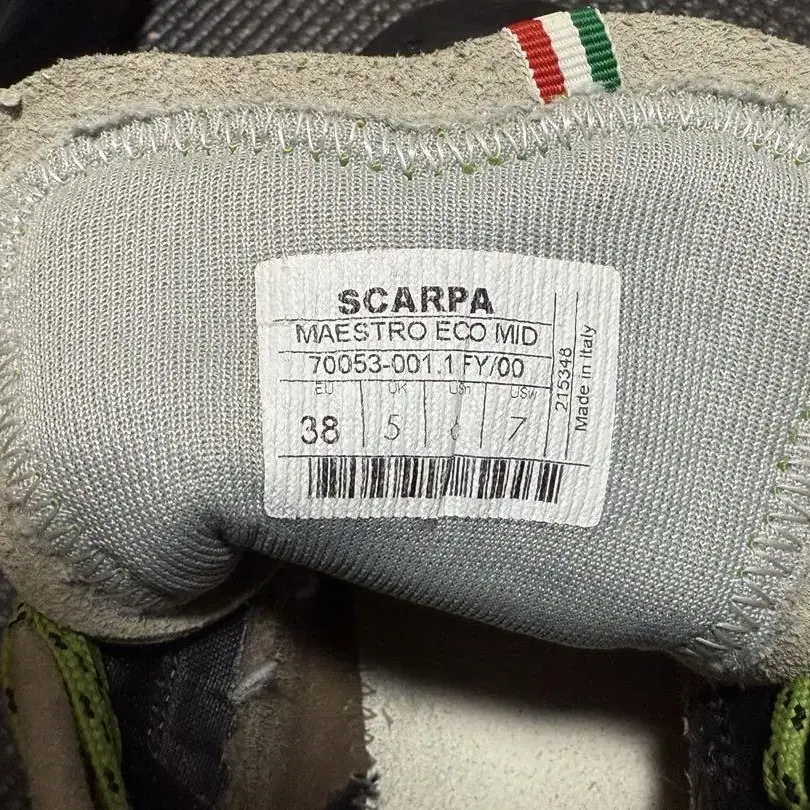 SCARPA
MAESTRO ECO MID
70053-001.1 FY/00
EU UK USM USW
38 5 6 7
215348
Made in Italy